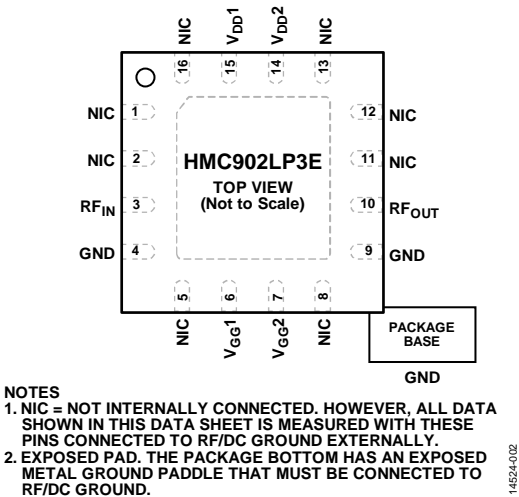 NIC VDD1 VDD2 NIC
16 15 14 13
NIC 1 12 NIC
NIC 2 11 NIC
HMC902LP3E
TOP VIEW
(Not to Scale)
RFIN 3 10 RFOUT
GND 4 9 GND
5 6 7 8
NIC VGG1 VGG2 NIC
PACKAGE
BASE
GND
NOTES
1. NIC = NOT INTERNALLY CONNECTED. HOWEVER, ALL DATA
SHOWN IN THIS DATA SHEET IS MEASURED WITH THESE
PINS CONNECTED TO RF/DC GROUND EXTERNALLY.
2. EXPOSED PAD. THE PACKAGE BOTTOM HAS AN EXPOSED
METAL GROUND PADDLE THAT MUST BE CONNECTED TO
RF/DC GROUND.
14524-002